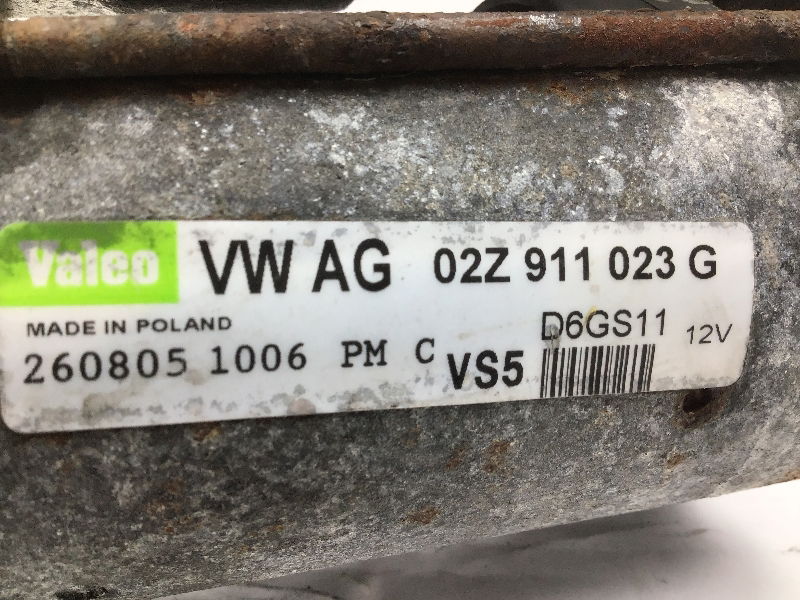 Valeo VW AG 02Z 911 023 G
MADE IN POLAND D6GS11 12V
260805 1006 PM C VS5